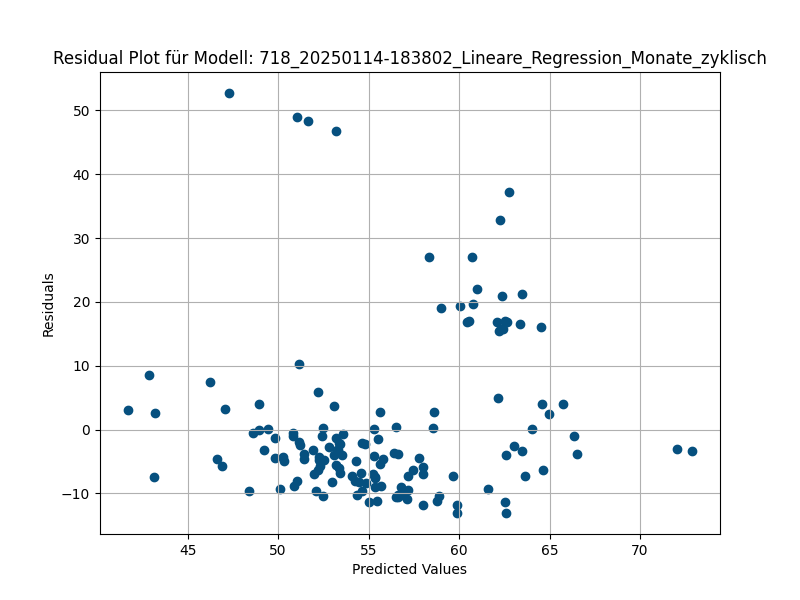 Residual Plot für Modell: 718_20250114-183802_Lineare_Regression_Monate_zyklisch
50
40
30
20
10
0
−10
Residuals
45 50 55 60 65 70
Predicted Values